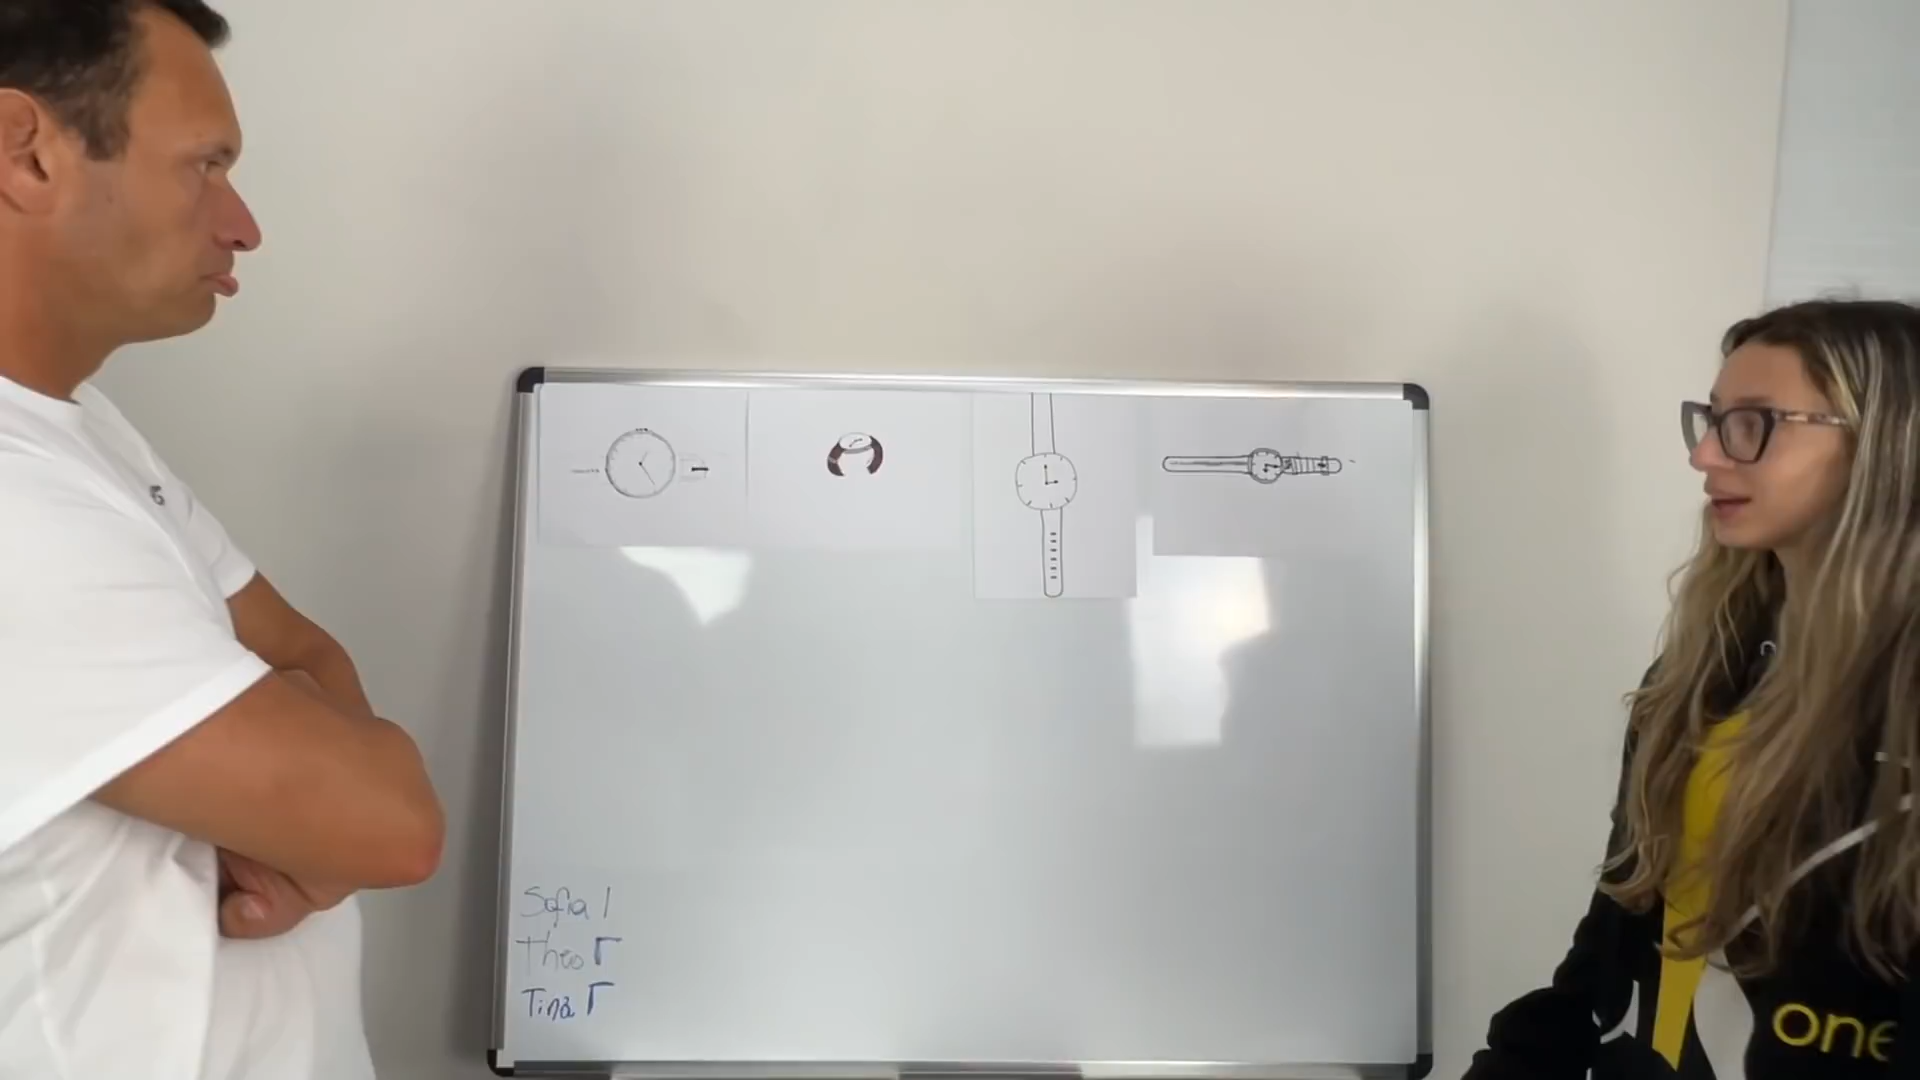 Sofia |
Theo Γ
Tina Γ
one